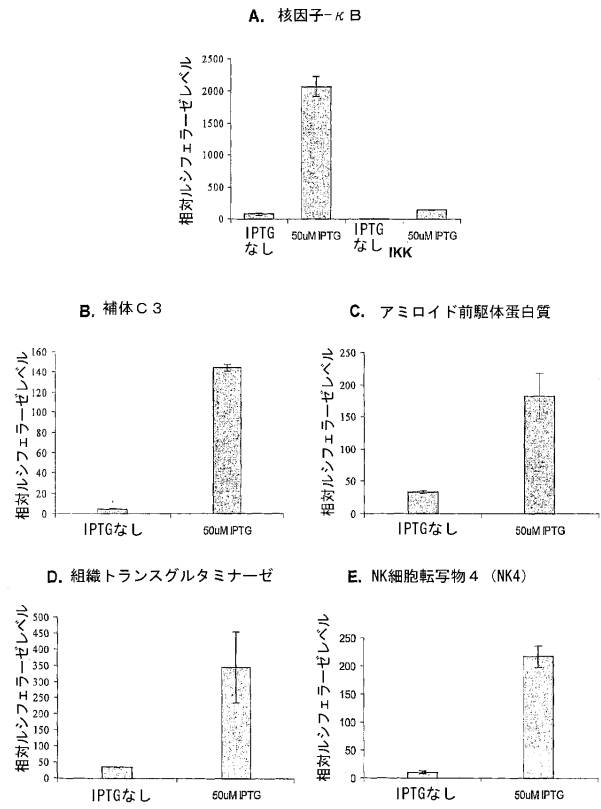 A. 核因子-κB
相対ルシフェラーゼレベル
2500
2000
1500
1000
500
0
IPTGなし
50uM IPTG
IPTGなし
50uM IPTG
IKK
B. 補体C3
相対ルシフェラーゼレベル
160
140
120
100
80
60
40
20
0
IPTGなし
50uM IPTG
C. アミロイド前駆体蛋白質
相対ルシフェラーゼレベル
250
200
150
100
50
0
IPTGなし
50uM IPTG
D. 組織トランスグルタミナーゼ
相対ルシフェラーゼレベル
500
450
400
350
300
250
200
150
100
50
0
IPTGなし
50uM IPTG
E. NK細胞転写物4 (NK4)
相対ルシフェラーゼレベル
250
200
150
100
50
0
IPTGなし
50uM IPTG